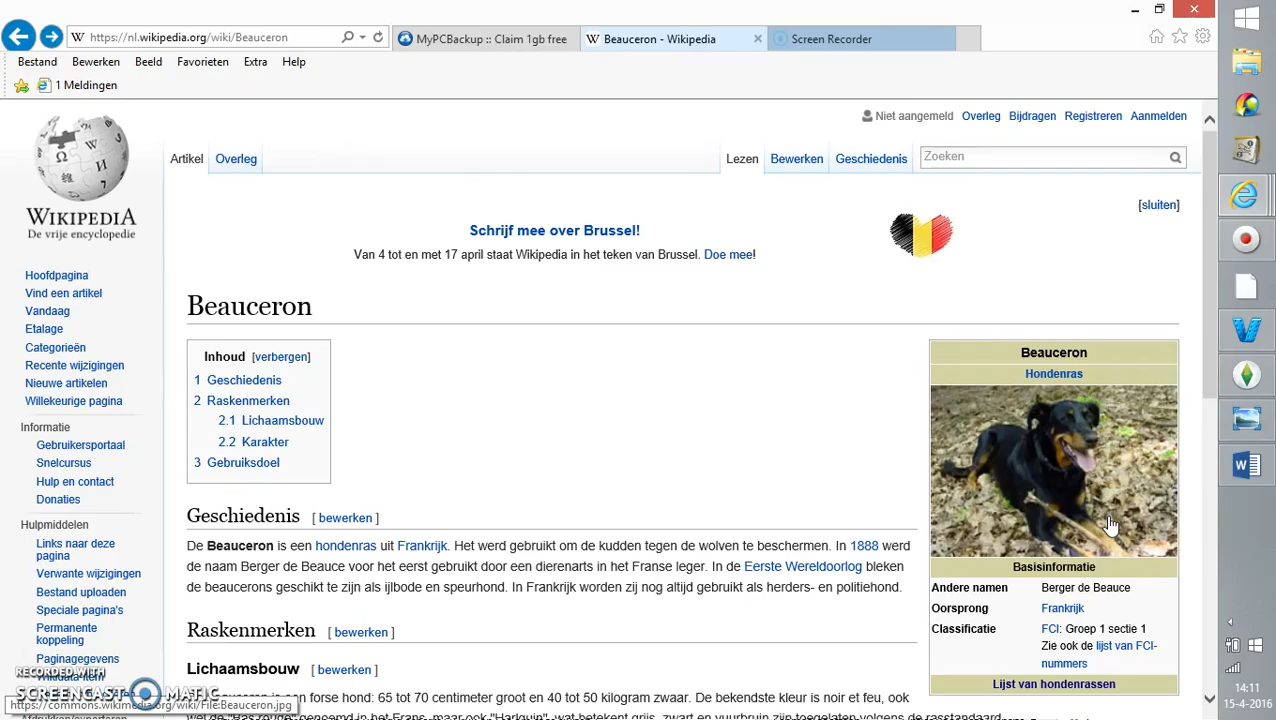 https://nl.wikipedia.org/wiki/Beauceron
MyPCBackup :: Claim 1gb free
Beauceron - Wikipedia
Screen Recorder
Bestand Bewerken Beeld Favorieten Extra Help
1 Meldingen
Niet aangemeld Overleg Bijdragen Registreren Aanmelden
Artikel Overleg Lezen Bewerken Geschiedenis Zoeken
WIKIPEDIA
De vrije encyclopedie
[sluiten]
Schrijf mee over Brussel!
Van 4 tot en met 17 april staat Wikipedia in het teken van Brussel. Doe mee!
Hoofdpagina
Vind een artikel
Vandaag
Etalage
Categorieën
Recente wijzigingen
Nieuwe artikelen
Willekeurige pagina
Informatie
Gebruikersportaal
Snelcursus
Hulp en contact
Donaties
Hulpmiddelen
Links naar deze
pagina
Verwante wijzigingen
Bestand uploaden
Speciale pagina's
Permanente
koppeling
Paginagegevens
Wikidata-item
Beauceron
Inhoud [verbergen]
1 Geschiedenis
2 Raskenmerken
2.1 Lichaamsbouw
2.2 Karakter
3 Gebruiksdoel
Geschiedenis [ bewerken ]
De Beauceron is een hondenras uit Frankrijk. Het werd gebruikt om de kudden tegen de wolven te beschermen. In 1888 werd
de naam Berger de Beauce voor het eerst gebruikt door een dierenarts in het Franse leger. In de Eerste Wereldoorlog bleken
de beaucerons geschikt te zijn als ijlbode en speurhond. In Frankrijk worden zij nog altijd gebruikt als herders- en politiehond.
Raskenmerken [ bewerken ]
Lichaamsbouw [ bewerken ]
een forse hond: 65 tot 70 centimeter groot en 40 tot 50 kilogram zwaar. De bekendste kleur is noir et feu, ook
Beauceron
Hondenras
Basisinformatie
Andere namen Berger de Beauce
Oorsprong Frankrijk
Classificatie FCI: Groep 1 sectie 1
Zie ook de lijst van FCI-
nummers
Lijst van hondenrassen
RECORDED WITH
SCREENCAST MATIC
https://commons.wikipedia.org/wiki/File:Beauceron.jpg
14:11
15-4-2016